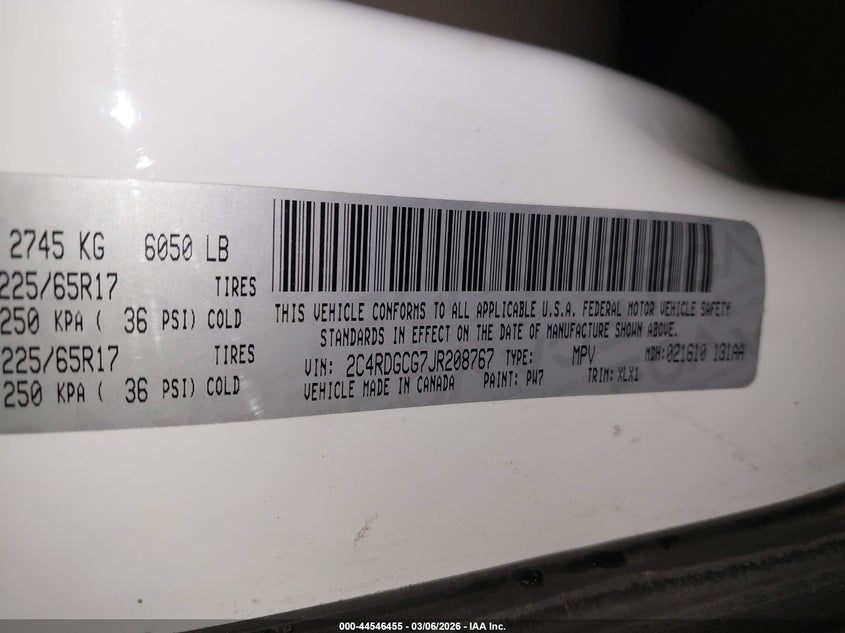 2745 KG 6050 LB
225/65R17 TIRES
250 KPA ( 36 PSI) COLD
225/65R17 TIRES
250 KPA ( 36 PSI) COLD
THIS VEHICLE CONFORMS TO ALL APPLICABLE U.S.A. FEDERAL MOTOR VEHICLE SAFETY
STANDARDS IN EFFECT ON THE DATE OF MANUFACTURE SHOWN ABOVE.
VIN: 2C4RDGCG7JR208767 TYPE: MPV MDH:021610 131AA
VEHICLE MADE IN CANADA PAINT: PW7 TRIM: XLX1
000-44546455 - 03/06/2026 - IAA Inc.